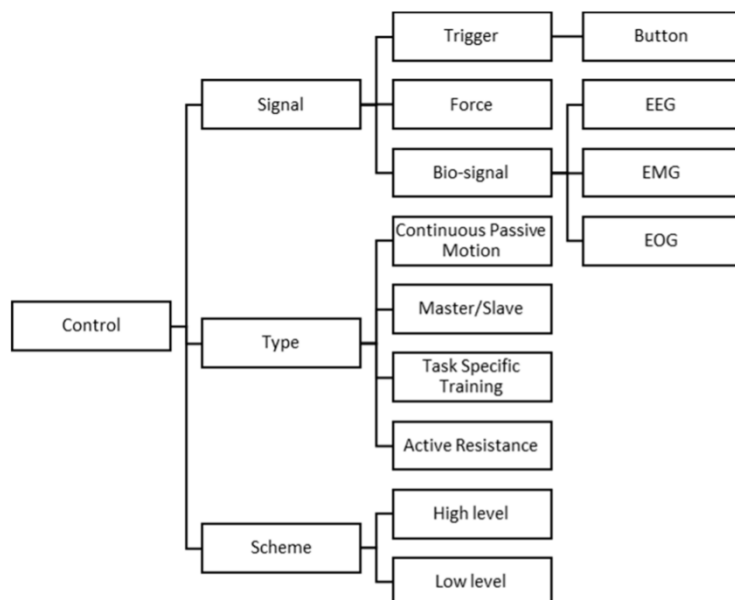 Trigger
Button
Signal
Force
EEG
Bio-signal
EMG
Continuous Passive
Motion
EOG
Control
Master/Slave
Type
Task Specific
Training
Active Resistance
High level
Scheme
Low level